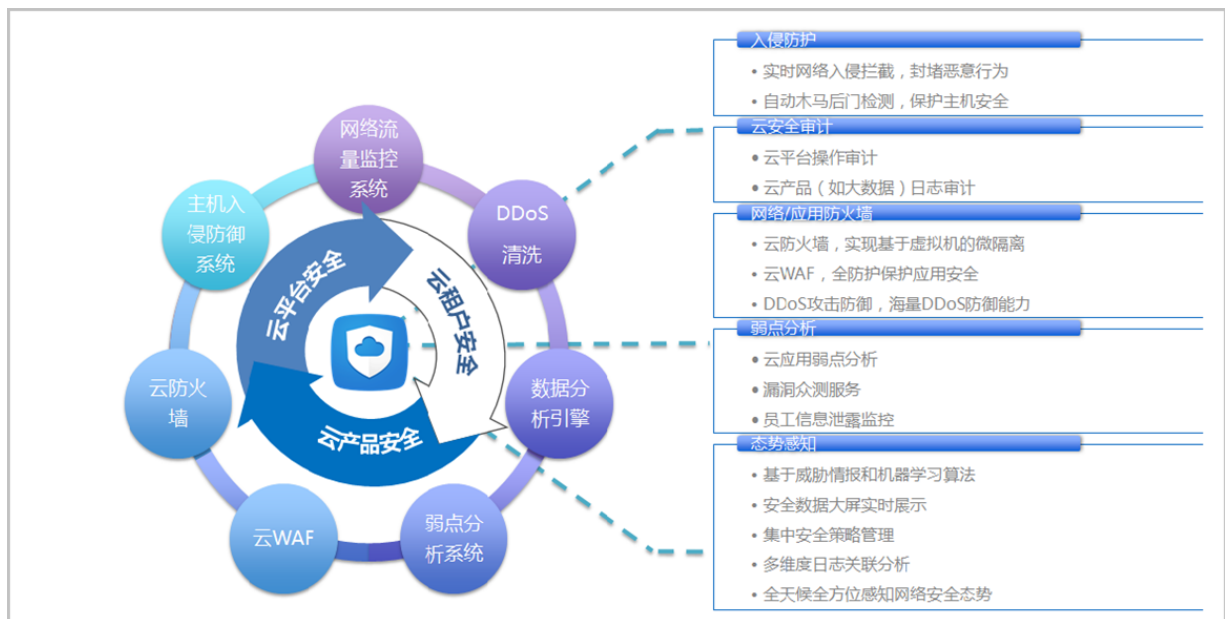 网络流
量监控
系统
主机入
侵防御
系统
DDoS
清洗
云防火
墙
数据分
析引擎
云WAF
弱点分
析系统
云平台安全
云租户安全
云产品安全
入侵防护
• 实时网络入侵拦截，封堵恶意行为
• 自动木马后门检测，保护主机安全
云安全审计
• 云平台操作审计
• 云产品（如大数据）日志审计
网络/应用防火墙
• 云防火墙，实现基于虚拟机的微隔离
• 云WAF，全防护保护应用安全
• DDoS攻击防御，海量DDoS防御能力
弱点分析
• 云应用弱点分析
• 漏洞众测服务
• 员工信息泄露监控
态势感知
• 基于威胁情报和机器学习算法
• 安全数据大屏实时展示
• 集中安全策略管理
• 多维度日志关联分析
• 全天候全方位感知网络安全态势